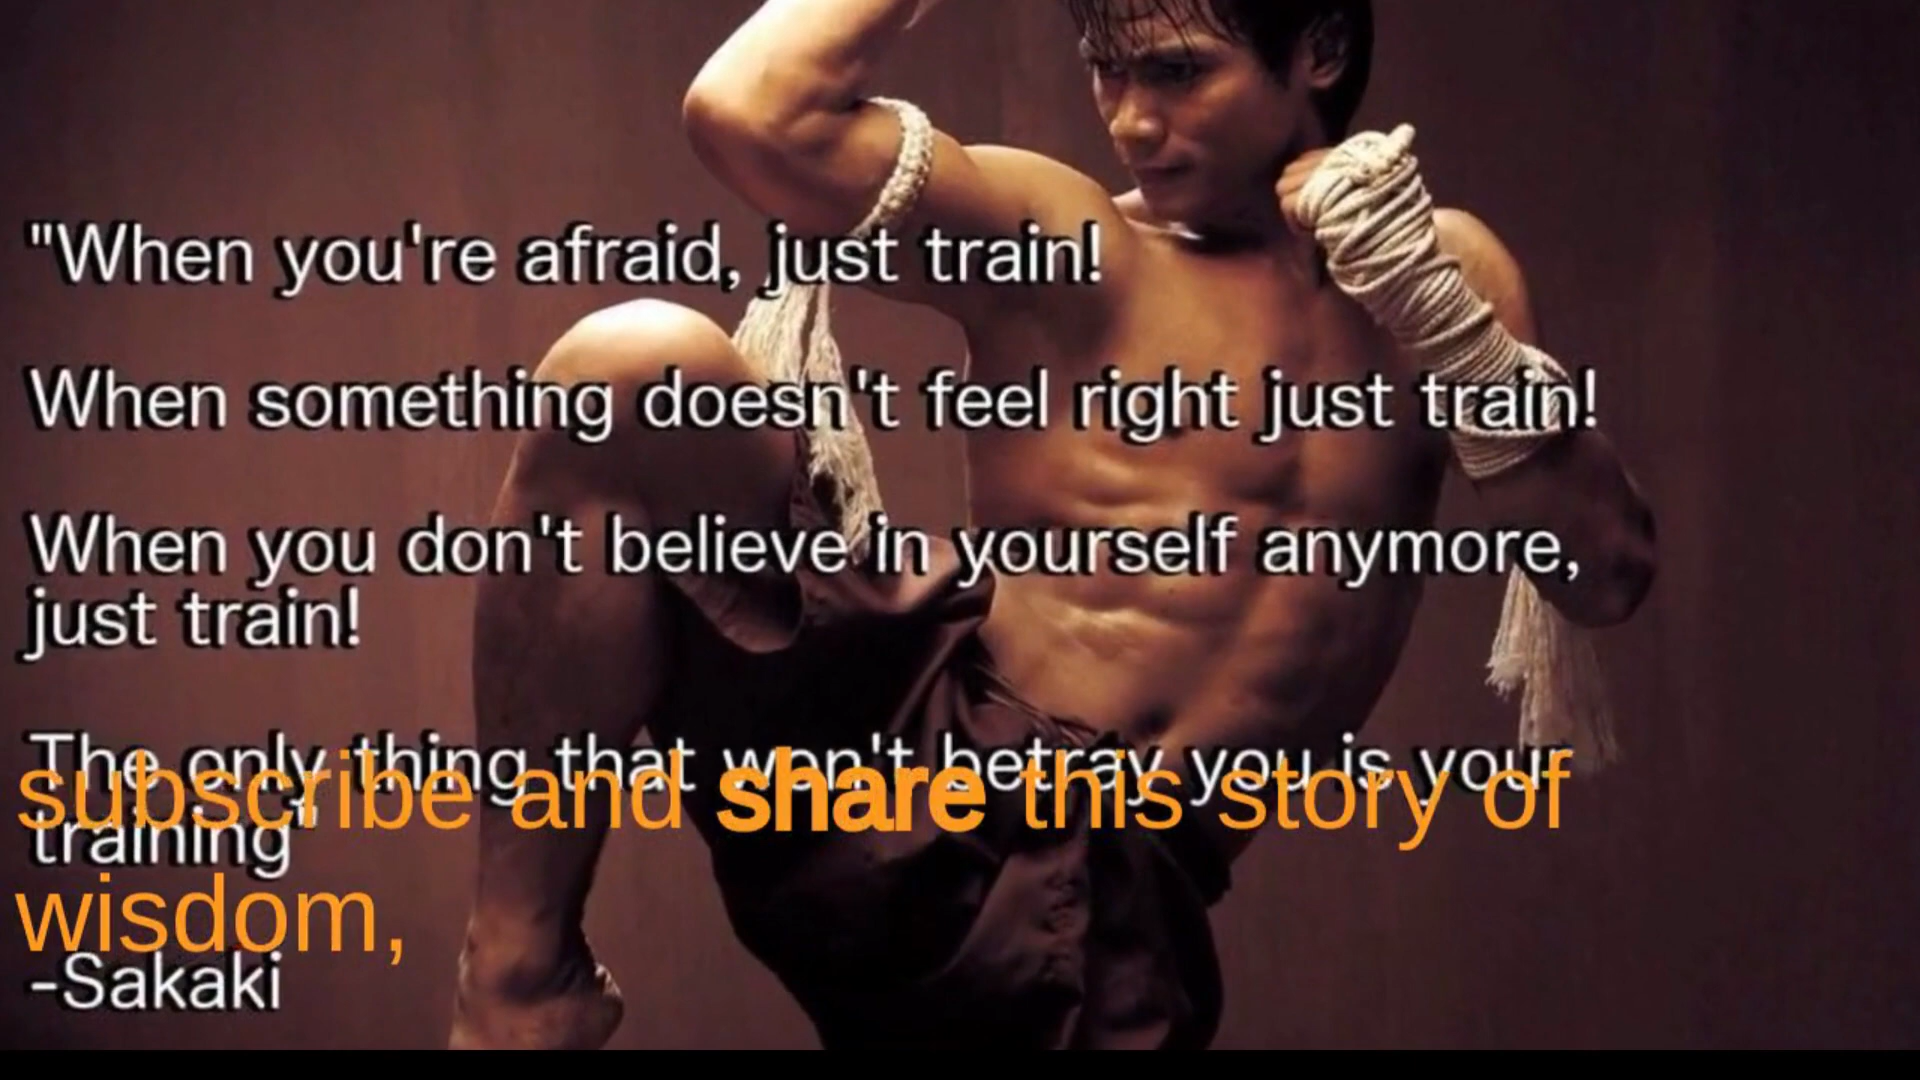 "When you're afraid, just train!
When something doesn't feel right just train!
When you don't believe in yourself anymore,
just train!
The only thing that won't betray you is your
subscribe and share this story of
training"
wisdom,
-Sakaki